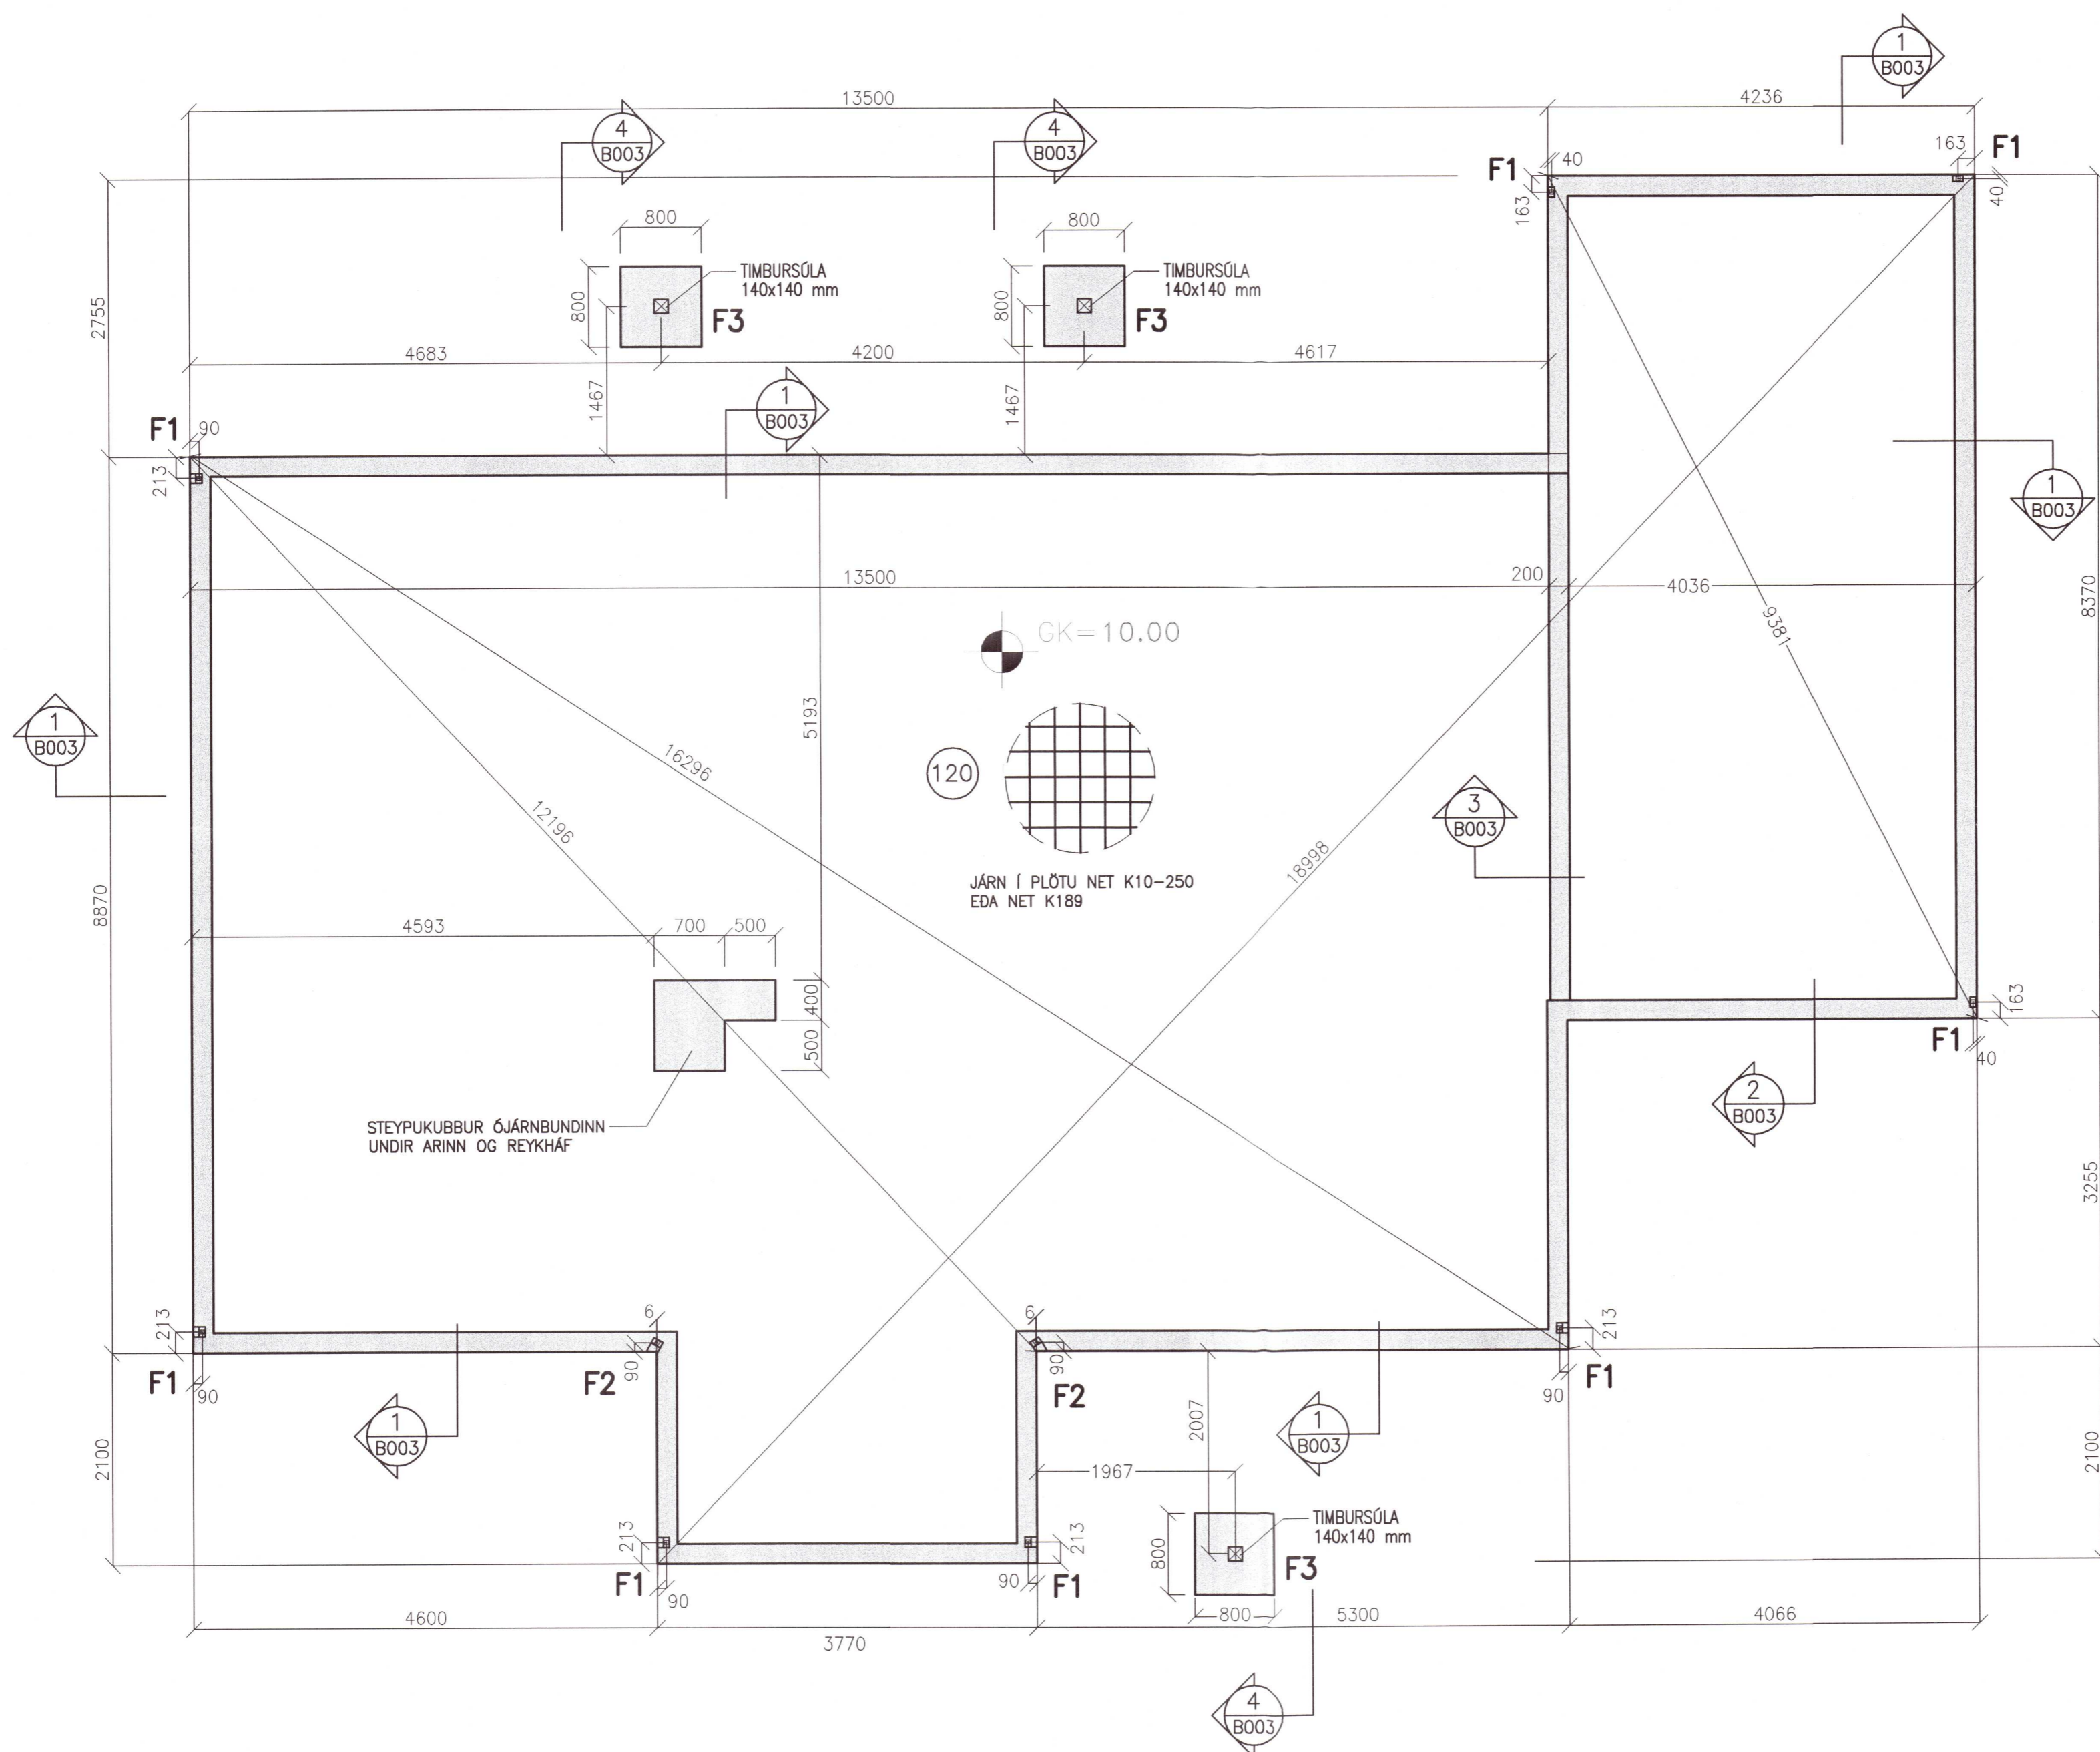 1
B003
13500
4236
4
B003
4
B003
F1
40
163
F1
163
40
800
800
TIMBURSÚLA
140x140 mm
800
F3
TIMBURSÚLA
140x140 mm
800
F3
2755
4683
4200
4617
1467
1467
1
B003
F1
90
213
1
B003
13500
200
4036
8370
9381
GK=10.00
5193
1
B003
16296
120
12196
3
B003
18998
JÁRN Í PLÖTU NET K10-250
EÐA NET K189
8870
4593
700
500
400
500
163
F1
40
2
B003
STEYPUKUBBUR ÓJÁRNBUNDINN
UNDIR ARINN OG REYKHÁF
3255
213
6
6
213
F1
90
F2
90
90
F2
90
F1
1
B003
2007
1
B003
2100
2100
1967
213
213
TIMBURSÚLA
140x140 mm
800
F3
F1
90
90
F1
4600
3770
800
5300
4066
4
B003